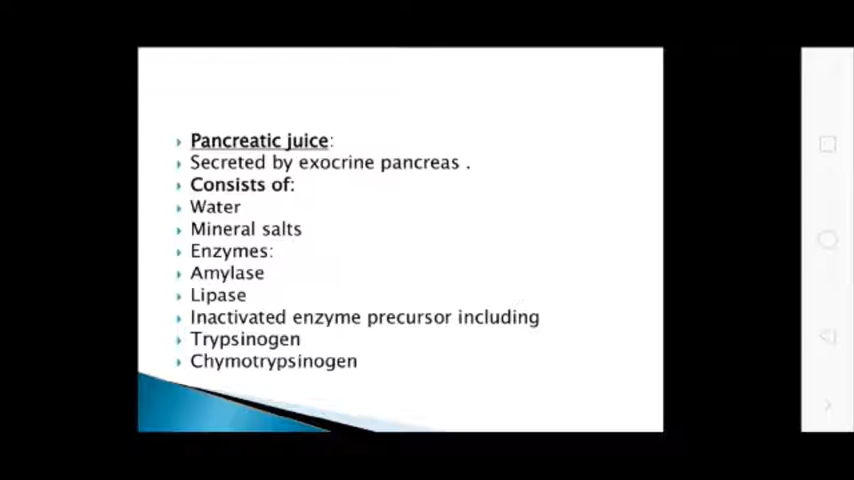 Pancreatic juice:
Secreted by exocrine pancreas .
Consists of:
Water
Mineral salts
Enzymes:
Amylase
Lipase
Inactivated enzyme precursor including
Trypsinogen
Chymotrypsinogen